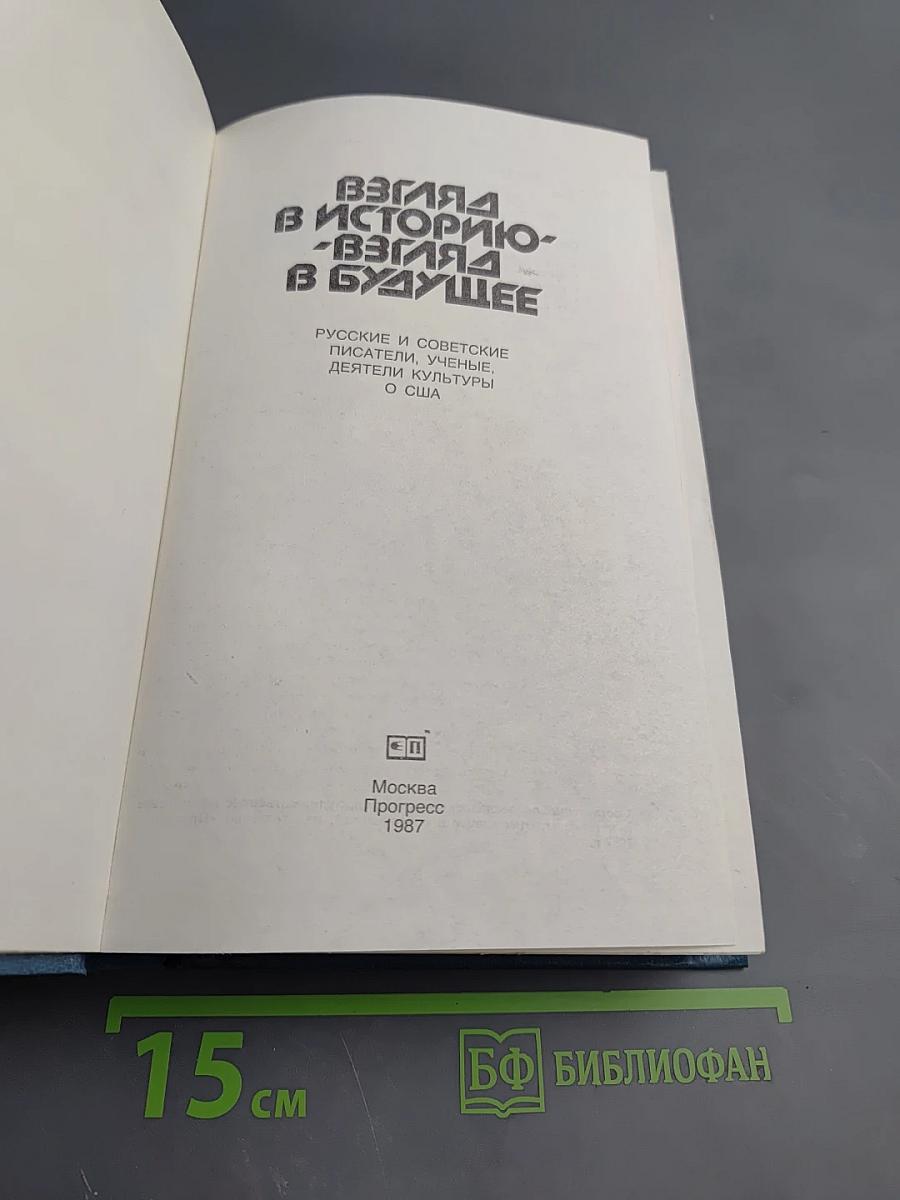 ВЗГЛЯД
В ИСТОРИЮ-
-ВЗГЛЯД
В БУДУЩЕЕ
РУССКИЕ И СОВЕТСКИЕ
ПИСАТЕЛИ, УЧЕНЫЕ,
ДЕЯТЕЛИ КУЛЬТУРЫ
О США
П
Москва
Прогресс
1987
15 см
БФ БИБЛИОФАН